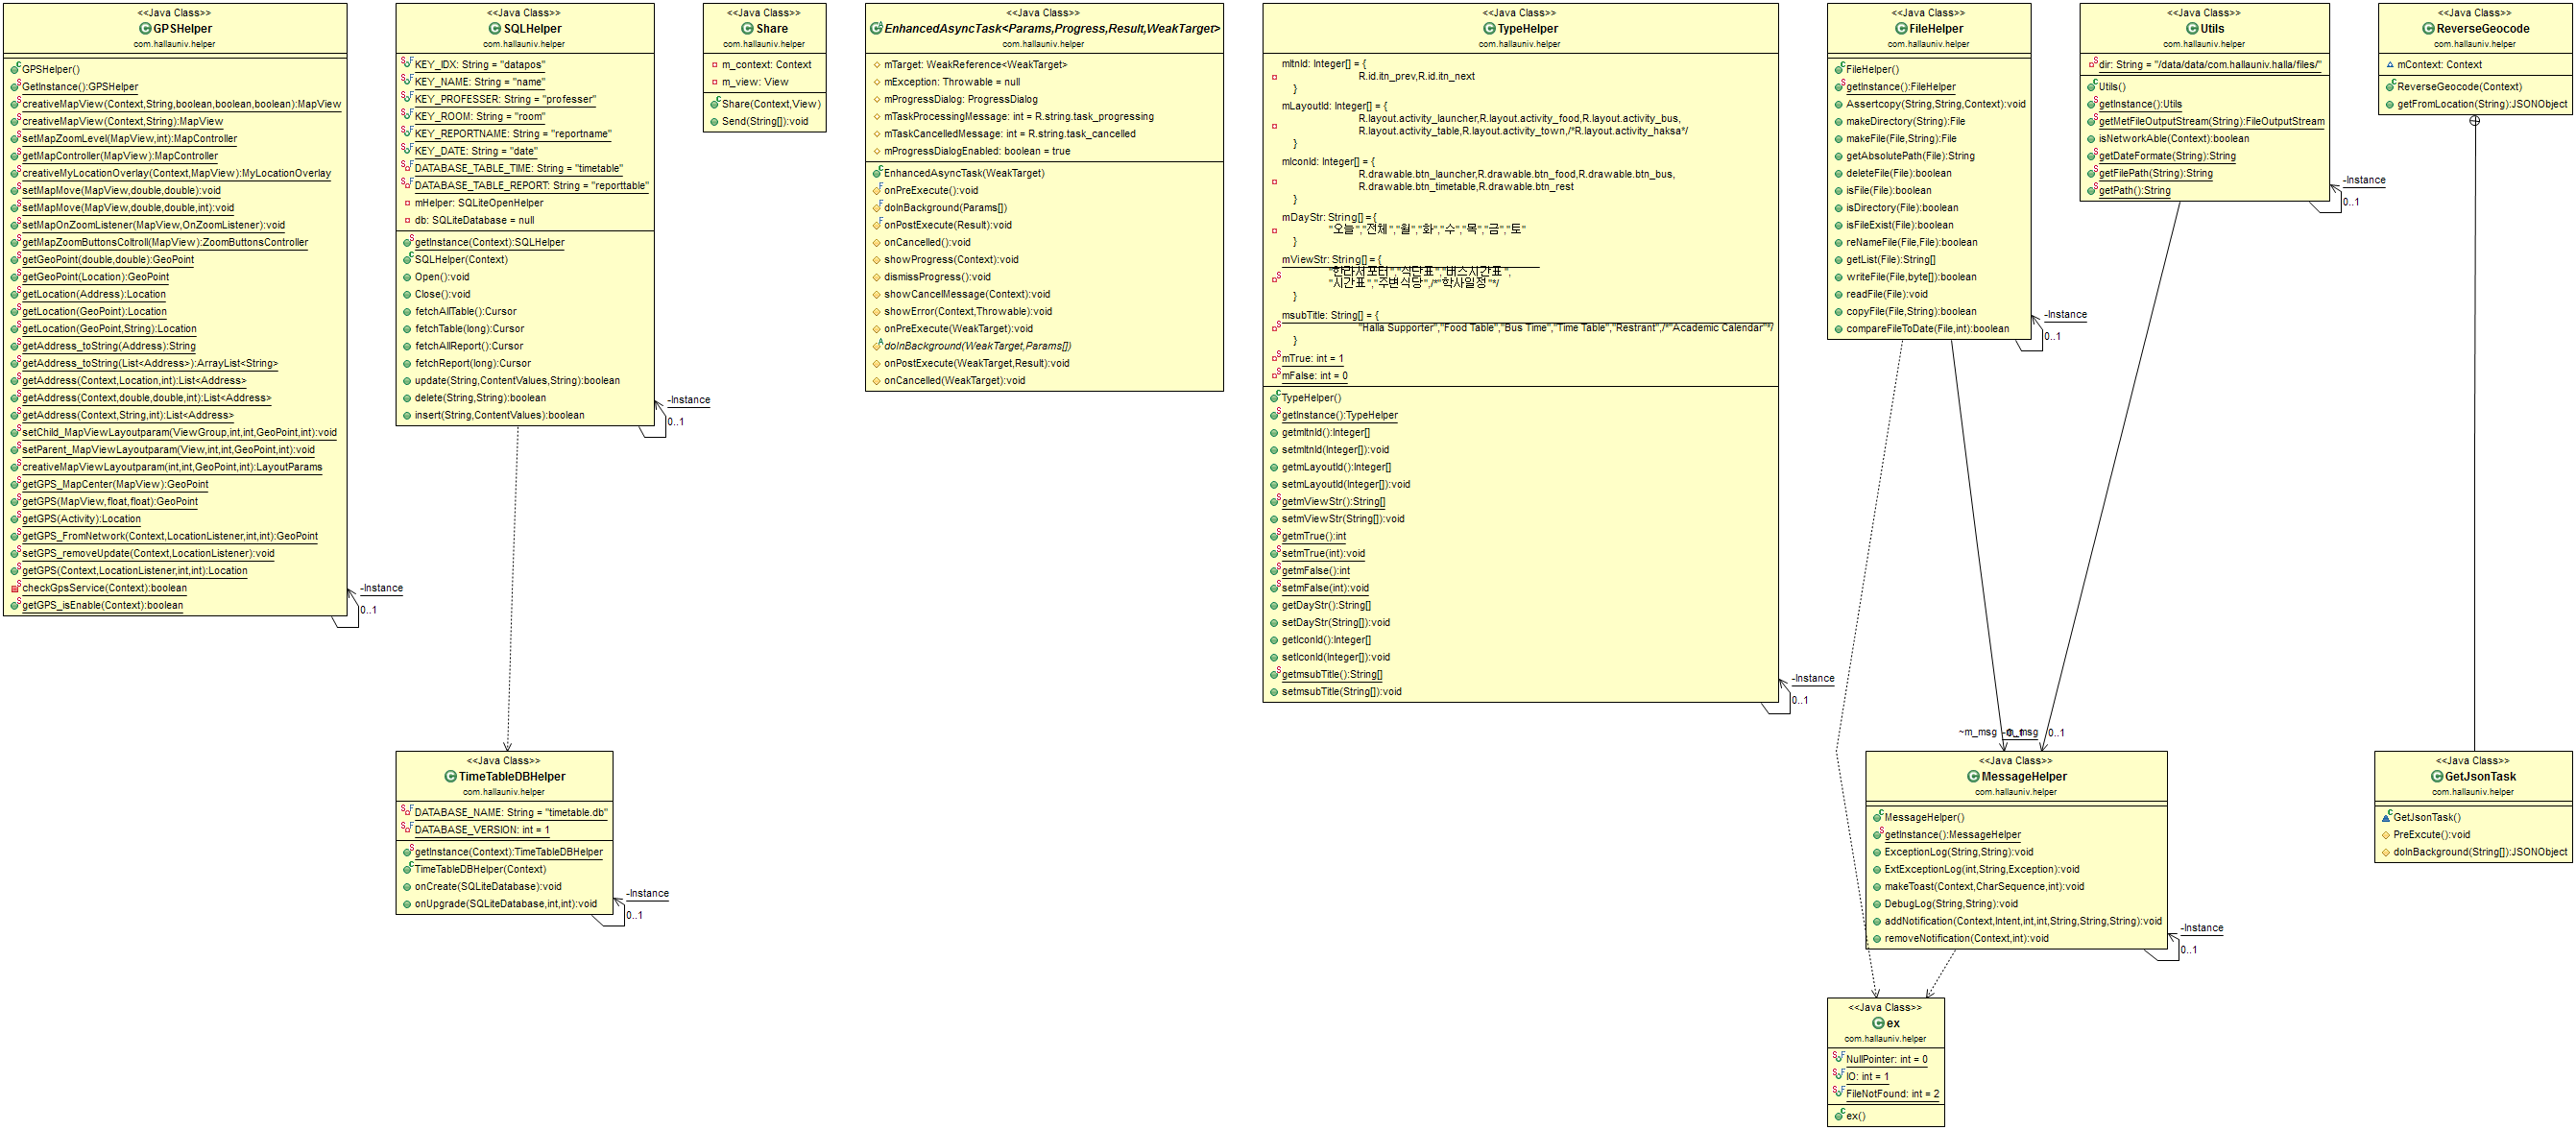 <<Java Class>>
GPSHelper
com.hallauniv.helper
GPSHelper()
GetInstance():GPSHelper
creativeMapView(Context,String,boolean,boolean,boolean):MapView
creativeMapView(Context,String):MapView
setMapZoomLevel(MapView,int):MapController
getMapController(MapView):MapController
creativeMyLocationOverlay(Context,MapView):MyLocationOverlay
setMapMove(MapView,double,double):void
setMapMove(MapView,double,double,int):void
setMapOnZoomListener(MapView,OnZoomListener):void
getMapZoomButtonsColtroll(MapView):ZoomButtonsController
getGeoPoint(double,double):GeoPoint
getGeoPoint(Location):GeoPoint
getLocation(Address):Location
getLocation(GeoPoint):Location
getLocation(GeoPoint,String):Location
getAddress_toString(Address):String
getAddress_toString(List<Address>):ArrayList<String>
getAddress(Context,Location,int):List<Address>
getAddress(Context,double,double,int):List<Address>
getAddress(Context,String,int):List<Address>
setChild_MapViewLayoutparam(ViewGroup,int,int,GeoPoint,int):void
setParent_MapViewLayoutparam(View,int,int,GeoPoint,int):void
creativeMapViewLayoutparam(int,int,GeoPoint,int):LayoutParams
getGPS_MapCenter(MapView):GeoPoint
getGPS(MapView,float,float):GeoPoint
getGPS(Activity):Location
getGPS_FromNetwork(Context,LocationListener,int,int):GeoPoint
setGPS_removeUpdate(Context,LocationListener):void
getGPS(Context,LocationListener,int,int):Location
checkGpsService(Context):boolean
getGPS_isEnable(Context):boolean
-Instance
0..1
<<Java Class>>
SQLHelper
com.hallauniv.helper
KEY_IDX: String = "datapos"
KEY_NAME: String = "name"
KEY_PROFESSER: String = "professer"
KEY_ROOM: String = "room"
KEY_REPORTNAME: String = "reportname"
KEY_DATE: String = "date"
DATABASE_TABLE_TIME: String = "timetable"
DATABASE_TABLE_REPORT: String = "reporttable"
mHelper: SQLiteOpenHelper
db: SQLiteDatabase = null
getInstance(Context):SQLHelper
SQLHelper(Context)
Open():void
Close():void
fetchAllTable():Cursor
fetchTable(long):Cursor
fetchAllReport():Cursor
fetchReport(long):Cursor
update(String,ContentValues,String):boolean
delete(String,String):boolean
insert(String,ContentValues):boolean
-Instance
0..1
<<Java Class>>
Share
com.hallauniv.helper
m_context: Context
m_view: View
Share(Context,View)
Send(String[]):void
<<Java Class>>
EnhancedAsyncTask<Params,Progress,Result,WeakTarget>
com.hallauniv.helper
mTarget: WeakReference<WeakTarget>
mException: Throwable = null
mProgressDialog: ProgressDialog
mTaskProcessingMessage: int = R.string.task_progressing
mTaskCancelledMessage: int = R.string.task_cancelled
mProgressDialogEnabled: boolean = true
EnhancedAsyncTask(WeakTarget)
onPreExecute():void
doInBackground(Params[])
onPostExecute(Result):void
onCancelled():void
showProgress(Context):void
dismissProgress():void
showCancelMessage(Context):void
showError(Context,Throwable):void
onPreExecute(WeakTarget):void
doInBackground(WeakTarget,Params[])
onPostExecute(WeakTarget,Result):void
onCancelled(WeakTarget):void
<<Java Class>>
TypeHelper
com.hallauniv.helper
mItnId: Integer[] = {
R.id.itn_prev,R.id.itn_next
}
mLayoutId: Integer[] = {
R.layout.activity_launcher,R.layout.activity_food,R.layout.activity_bus,
R.layout.activity_table,R.layout.activity_town,/*R.layout.activity_haksa*/
}
mIconId: Integer[] = {
R.drawable.btn_launcher,R.drawable.btn_food,R.drawable.btn_bus,
R.drawable.btn_timetable,R.drawable.btn_rest
}
mDayStr: String[] = {
"오늘","전체","월","화","수","목","금","토"
}
mViewStr: String[] = {
"한라서포터","식단표","버스시간표",
"시간표","주변식당",/*"학사일정"*/
}
msubTitle: String[] = {
"Halla Supporter","Food Table","Bus Time","Time Table","Restrant",/*"Academic Calendar"*/
}
mTrue: int = 1
mFalse: int = 0
TypeHelper()
getInstance():TypeHelper
getmItnId():Integer[]
setmItnId(Integer[]):void
getmLayoutId():Integer[]
setmLayoutId(Integer[]):void
getmViewStr():String[]
setmViewStr(String[]):void
getmTrue():int
setmTrue(int):void
getmFalse():int
setmFalse(int):void
getDayStr():String[]
setDayStr(String[]):void
getIconId():Integer[]
setIconId(Integer[]):void
getmsubTitle():String[]
setmsubTitle(String[]):void
-Instance
0..1
<<Java Class>>
FileHelper
com.hallauniv.helper
FileHelper()
getInstance():FileHelper
Assertcopy(String,String,Context):void
makeDirectory(String):File
makeFile(File,String):File
getAbsolutePath(File):String
deleteFile(File):boolean
isFile(File):boolean
isDirectory(File):boolean
isFileExist(File):boolean
reNameFile(File,File):boolean
getList(File):String[]
writeFile(File,byte[]):boolean
readFile(File):void
copyFile(File,String):boolean
compareFileToDate(File,int):boolean
-Instance
0..1
<<Java Class>>
Utils
com.hallauniv.helper
dir: String = "/data/data/com.hallauniv.halla/files/"
Utils()
getInstance():Utils
getMetFileOutputStream(String):FileOutputStream
isNetworkAble(Context):boolean
getDateFormate(String):String
getFilePath(String):String
getPath():String
-Instance
0..1
<<Java Class>>
ReverseGeocode
com.hallauniv.helper
mContext: Context
ReverseGeocode(Context)
getFromLocation(String):JSONObject
<<Java Class>>
TimeTableDBHelper
com.hallauniv.helper
DATABASE_NAME: String = "timetable.db"
DATABASE_VERSION: int = 1
getInstance(Context):TimeTableDBHelper
TimeTableDBHelper(Context)
onCreate(SQLiteDatabase):void
onUpgrade(SQLiteDatabase,int,int):void
-Instance
0..1
~m_msg
0..1
<<Java Class>>
MessageHelper
com.hallauniv.helper
MessageHelper()
getInstance():MessageHelper
ExceptionLog(String,String):void
ExtExceptionLog(int,String,Exception):void
makeToast(Context,CharSequence,int):void
DebugLog(String,String):void
addNotification(Context,Intent,int,int,String,String,String):void
removeNotification(Context,int):void
-Instance
0..1
<<Java Class>>
GetJsonTask
com.hallauniv.helper
GetJsonTask()
PreExcute():void
doInBackground(String[]):JSONObject
<<Java Class>>
ex
com.hallauniv.helper
NullPointer: int = 0
IO: int = 1
FileNotFound: int = 2
ex()